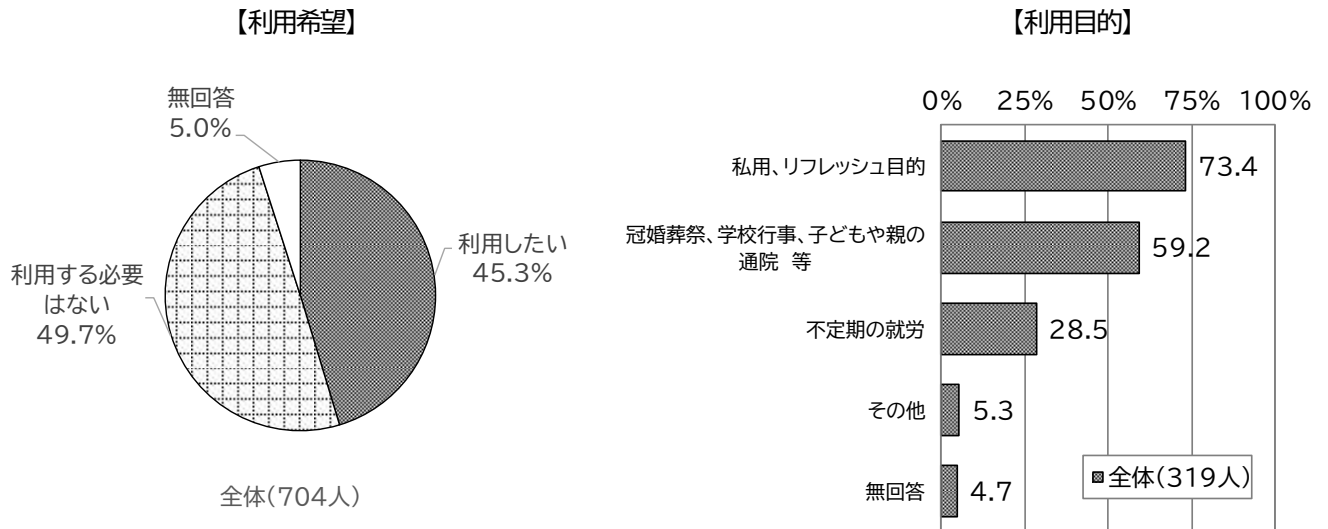 【利用希望】
無回答
5.0%
利用したい
45.3%
利用する必要
はない
49.7%
全体(704人)
【利用目的】
0% 25% 50% 75% 100%
私用、リフレッシュ目的 73.4
冠婚葬祭、学校行事、子どもや親の
通院 等 59.2
不定期の就労 28.5
その他 5.3
無回答 4.7
全体(319人)